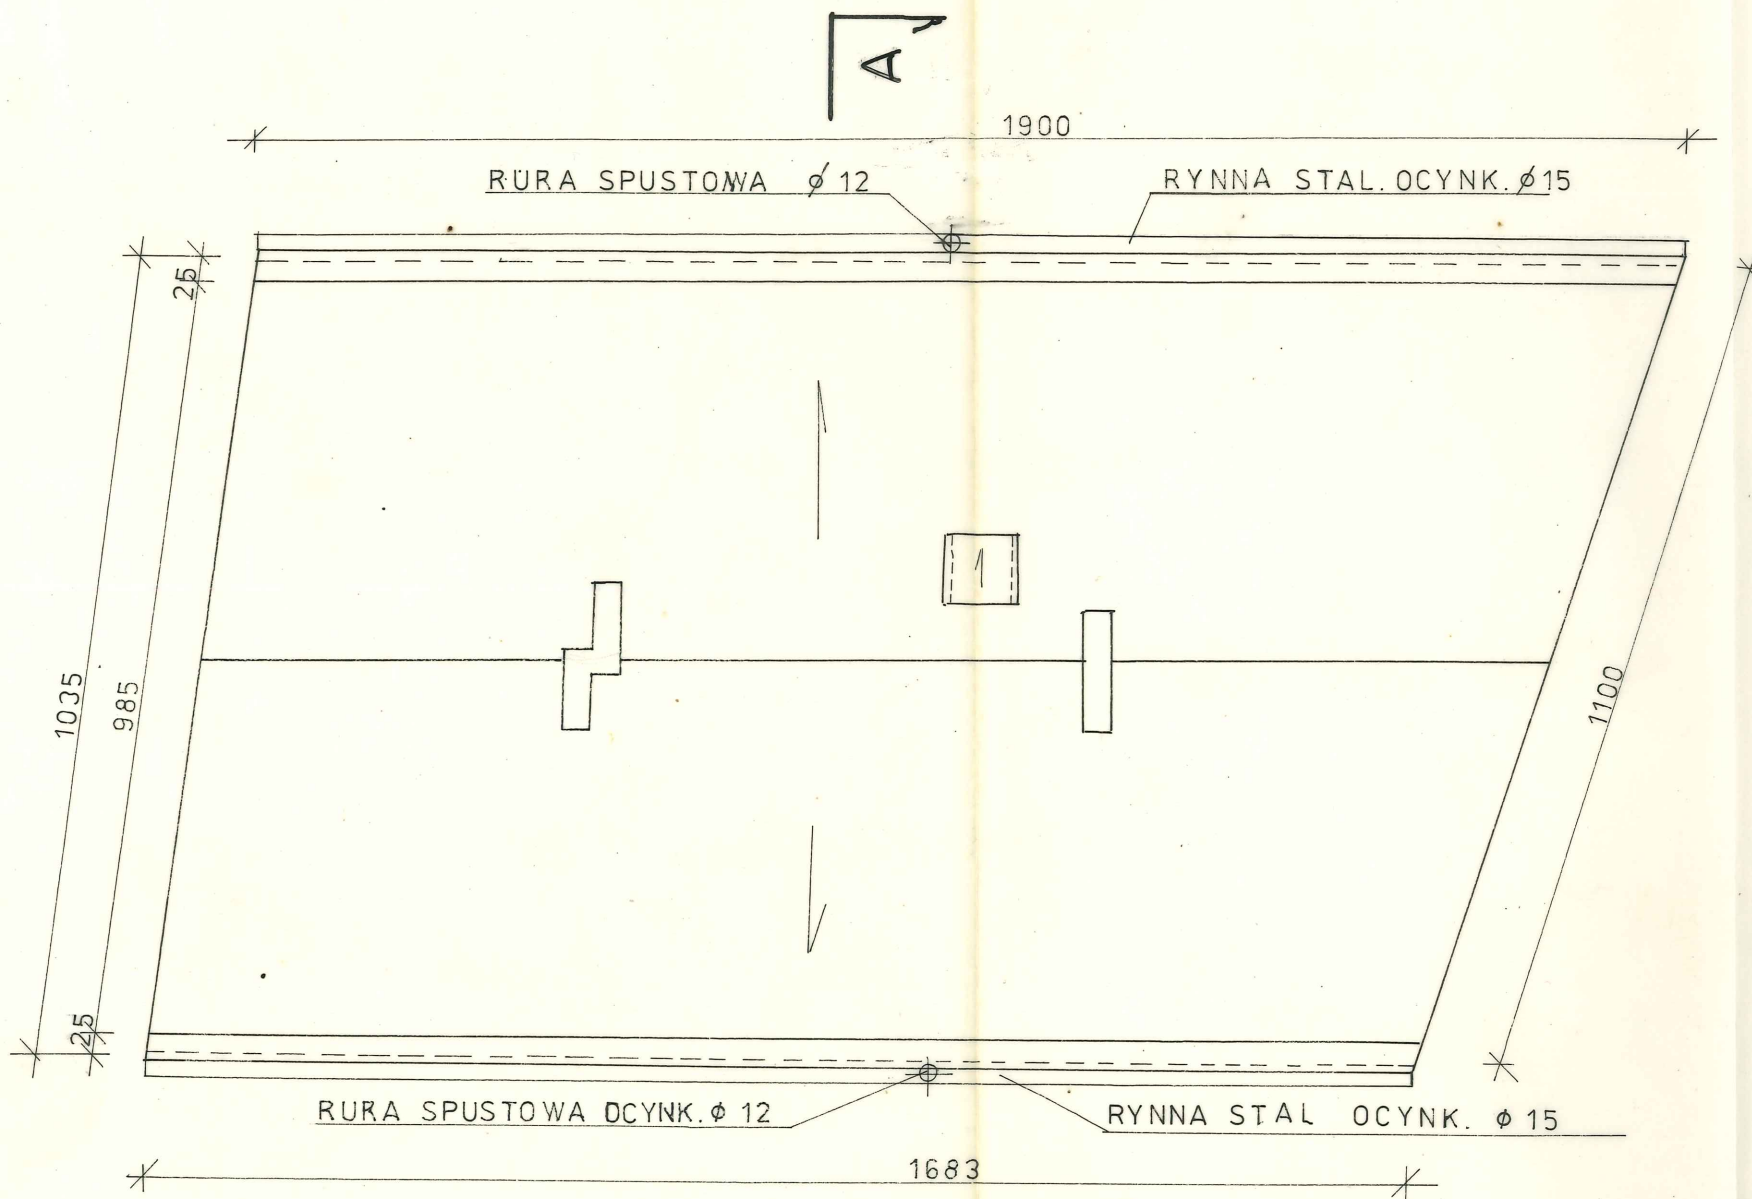 A
1900
RURA SPUSTOWA ϕ 12
RYNNA STAL. OCYNK. ϕ 15
25
1035
985
1
1100
25
RURA SPUSTOWA OCYNK. ϕ 12
RYNNA STAL OCYNK. ϕ 15
1683